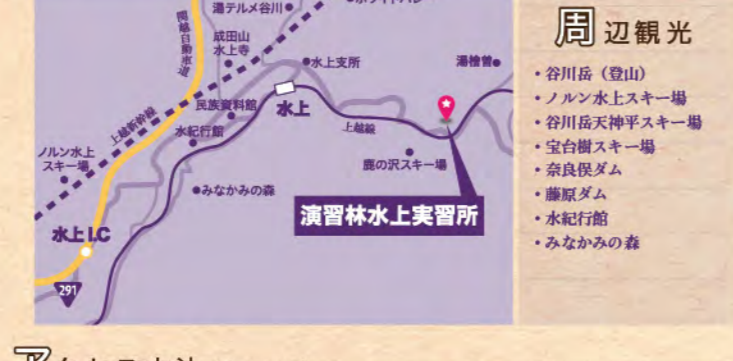 湯テルメ谷川
関越自動車道
成田山
水上寺
水上支所
湯檜曽
上越新幹線
民族資料館
水上
水紀行館
上越線
ノルン水上
スキー場
鹿の沢スキー場
みなかみの森
演習林水上実習所
水上I.C
291
周辺観光
・谷川岳（登山）
・ノルン水上スキー場
・谷川岳天神平スキー場
・宝台樹スキー場
・奈良俣ダム
・藤原ダム
・水紀行館
・みなかみの森